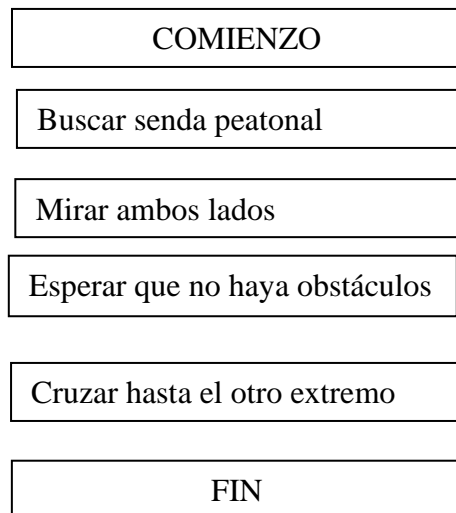 COMIENZO
Buscar senda peatonal
Mirar ambos lados
Esperar que no haya obstáculos
Cruzar hasta el otro extremo
FIN